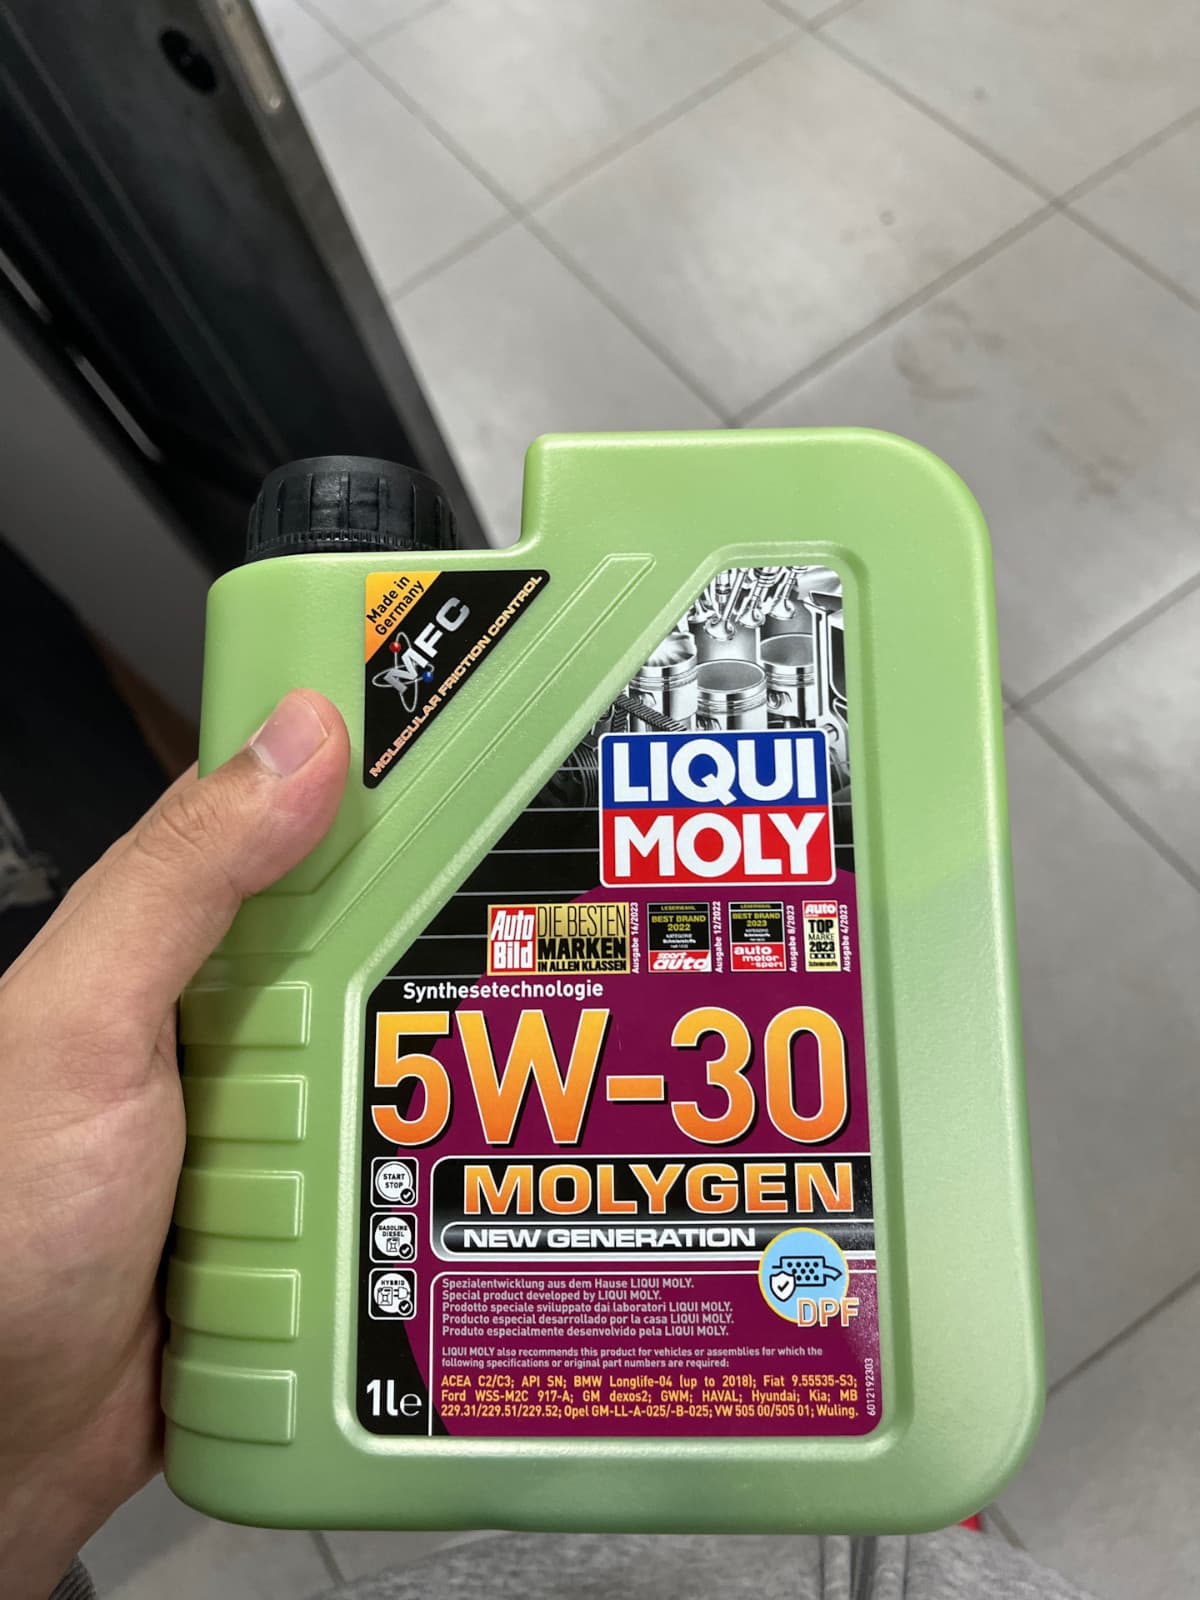 Made in
Germany
MFC
MOLECULAR FRICTION CONTROL
LIQUI
MOLY
Auto
Bild
DIE BESTEN
MARKEN
IN ALLEN KLASSEN
Ausgabe 16/2023
LESERWAHL
BEST BRAND
2022
KATEGORIE
Schmierstoffe
sport
auto
Ausgabe 12/2022
LESERWAHL
BEST BRAND
2023
KATEGORIE
Schmierstoffe
auto
motor
sport
Ausgabe 8/2023
Auto
TOP
MARKE
2023
Schmierstoffe
Ausgabe 4/2023
Synthesetechnologie
5W-30
START
STOP
MOLYGEN
GASOLINE
DIESEL
NEW GENERATION
HYBRID
DPF
Spezialentwicklung aus dem Hause LIQUI MOLY.
Special product developed by LIQUI MOLY.
Prodotto speciale sviluppato dai laboratori LIQUI MOLY.
Producto especial desarrollado por la casa LIQUI MOLY.
Produto especialmente desenvolvido pela LIQUI MOLY.
LIQUI MOLY also recommends this product for vehicles or assemblies for which the
following specifications or original part numbers are required:
ACEA C2/C3; API SN; BMW Longlife-04 (up to 2018); Fiat 9.55535-S3;
Ford WSS-M2C 917-A; GM dexos2; GWM; HAVAL; Hyundai; Kia; MB
229.31/229.51/229.52; Opel GM-LL-A-025/-B-025; VW 505 00/505 01; Wuling.
1L e
6012192303